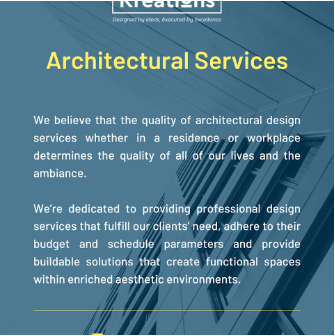 Kreations
Designed by Ideas, Executed by Excellence
Architectural Services
We believe that the quality of architectural design
services whether in a residence or workplace
determines the quality of all of our lives and the
ambiance.
We're dedicated to providing professional design
services that fulfill our clients' need, adhere to their
budget and schedule parameters and provide
buildable solutions that create functional spaces
within enriched aesthetic environments.